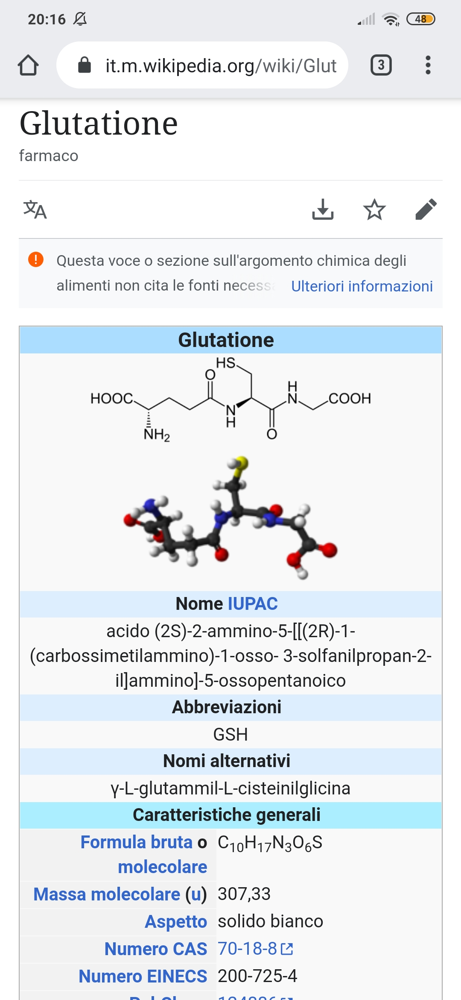 20:16
48
it.m.wikipedia.org/wiki/Glut
3
Glutatione
farmaco
文A
Questa voce o sezione sull'argomento chimica degli
alimenti non cita le fonti necess
Ulteriori informazioni
Glutatione
HS
O
H
HOOC
N
COOH
N
H
NH₂
O
Nome IUPAC
acido (2S)-2-ammino-5-[[(2R)-1-
(carbossimetilammino)-1-osso- 3-solfanilpropan-2-
il]ammino]-5-ossopentanoico
Abbreviazioni
GSH
Nomi alternativi
γ-L-glutammil-L-cisteinilglicina
Caratteristiche generali
Formula bruta o C₁₀H₁₇N₃O₆S
molecolare
Massa molecolare (u) 307,33
Aspetto solido bianco
Numero CAS 70-18-8
Numero EINECS 200-725-4